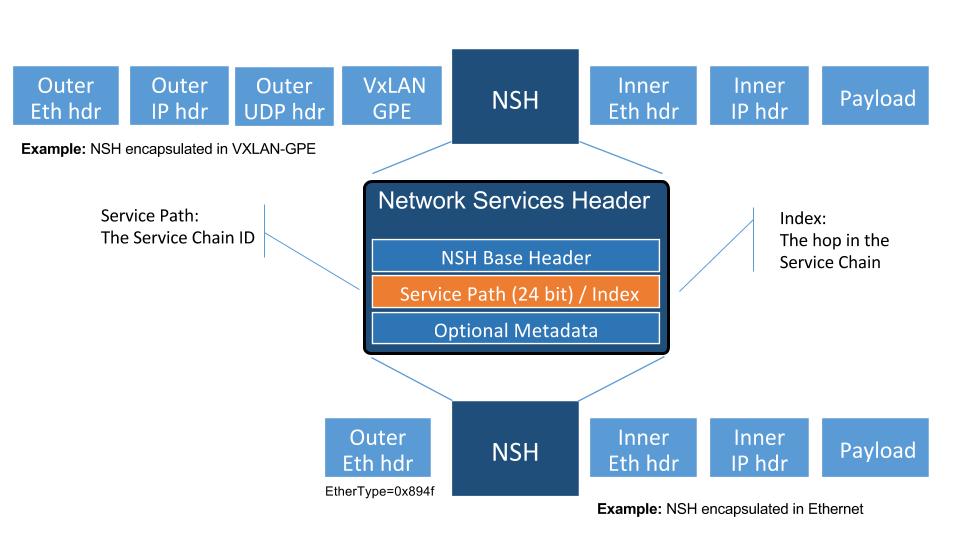 Outer
Eth hdr
Outer
IP hdr
Outer
UDP hdr
VxLAN
GPE
NSH
Inner
Eth hdr
Inner
IP hdr
Payload
Example: NSH encapsulated in VXLAN-GPE
Network Services Header
Service Path:
The Service Chain ID
Index:
The hop in the
Service Chain
NSH Base Header
Service Path (24 bit) / Index
Optional Metadata
Outer
Eth hdr
NSH
Inner
Eth hdr
Inner
IP hdr
Payload
EtherType=0x894f
Example: NSH encapsulated in Ethernet